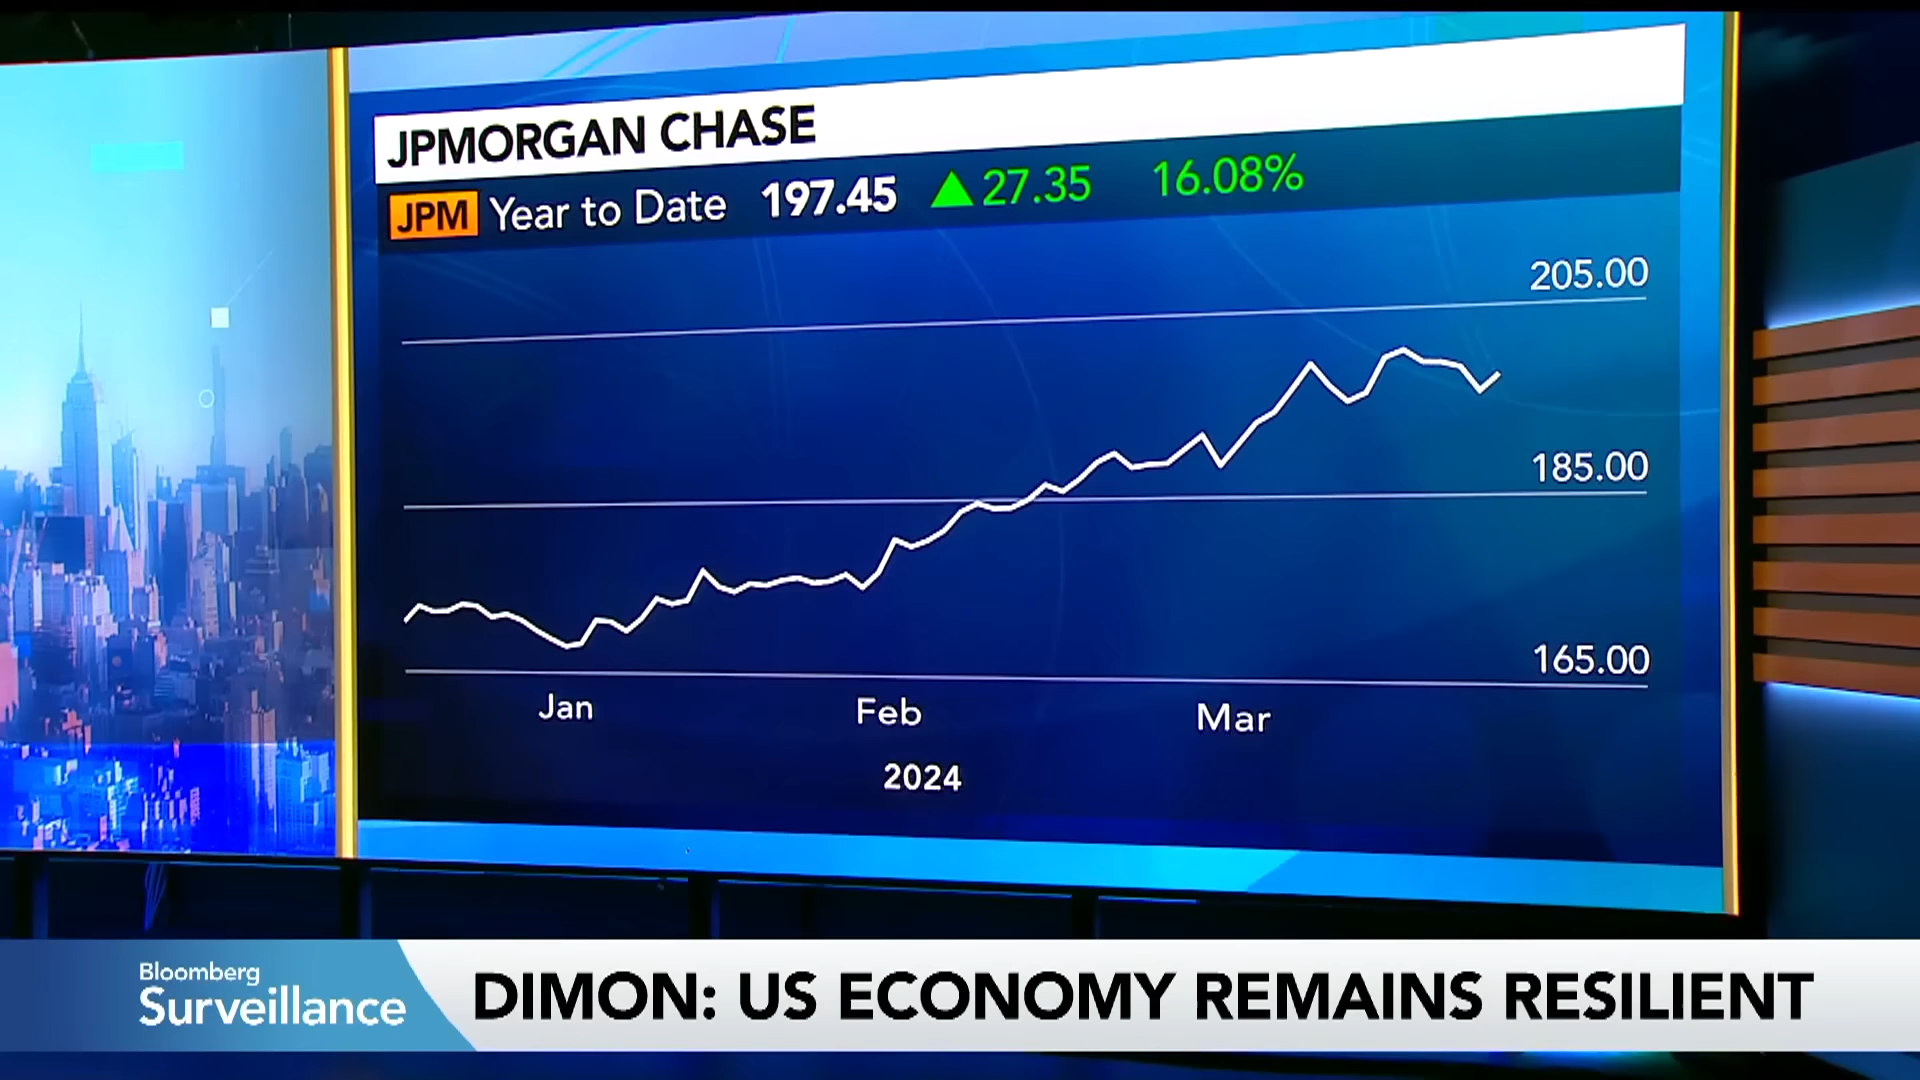 JPMORGAN CHASE
JPM Year to Date 197.45 ▲27.35 16.08%
205.00
185.00
165.00
Jan Feb Mar
2024
Bloomberg
Surveillance
DIMON: US ECONOMY REMAINS RESILIENT